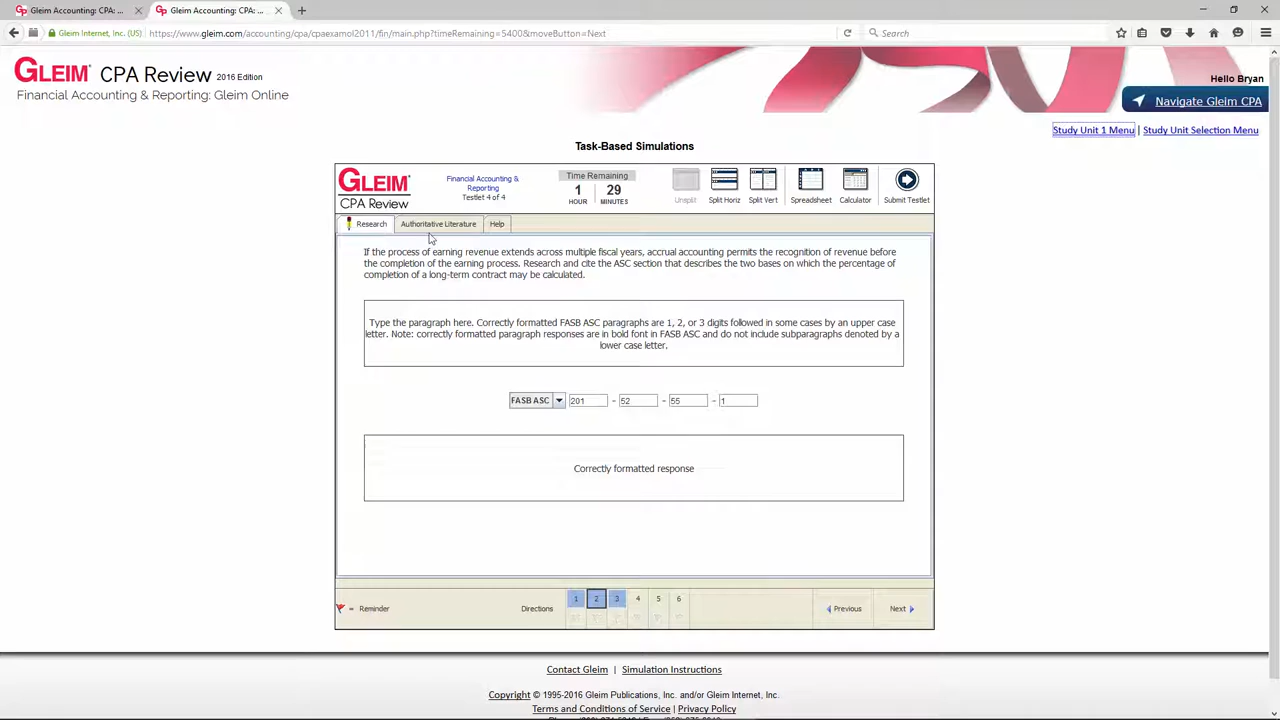 Gleim Accounting: CPA: ...
Gleim Accounting: CPA: ...
Gleim Internet, Inc. (US)
https://www.gleim.com/accounting/cpa/cpaexamol2011/fin/main.php?timeRemaining=5400&moveButton=Next
Search
GLEIM CPA Review 2016 Edition
Financial Accounting & Reporting: Gleim Online
Hello Bryan
Navigate Gleim CPA
Study Unit 1 Menu | Study Unit Selection Menu
Task-Based Simulations
GLEIM
CPA Review
Financial Accounting &
Reporting
Testlet 4 of 4
Time Remaining
1 29
HOUR MINUTES
Unsplit
Split Horiz
Split Vert
Spreadsheet
Calculator
Submit Testlet
Research
Authoritative Literature
Help
If the process of earning revenue extends across multiple fiscal years, accrual accounting permits the recognition of revenue before
the completion of the earning process. Research and cite the ASC section that describes the two bases on which the percentage of
completion of a long-term contract may be calculated.
Type the paragraph here. Correctly formatted FASB ASC paragraphs are 1, 2, or 3 digits followed in some cases by an upper case
letter. Note: correctly formatted paragraph responses are in bold font in FASB ASC and do not include subparagraphs denoted by a
lower case letter.
FASB ASC 201 - 52 - 55 - 1
Correctly formatted response
= Reminder
Directions
1 2 3 4 5 6
Previous
Next
Contact Gleim | Simulation Instructions
Copyright © 1995-2016 Gleim Publications, Inc. and/or Gleim Internet, Inc.
Terms and Conditions of Service | Privacy Policy